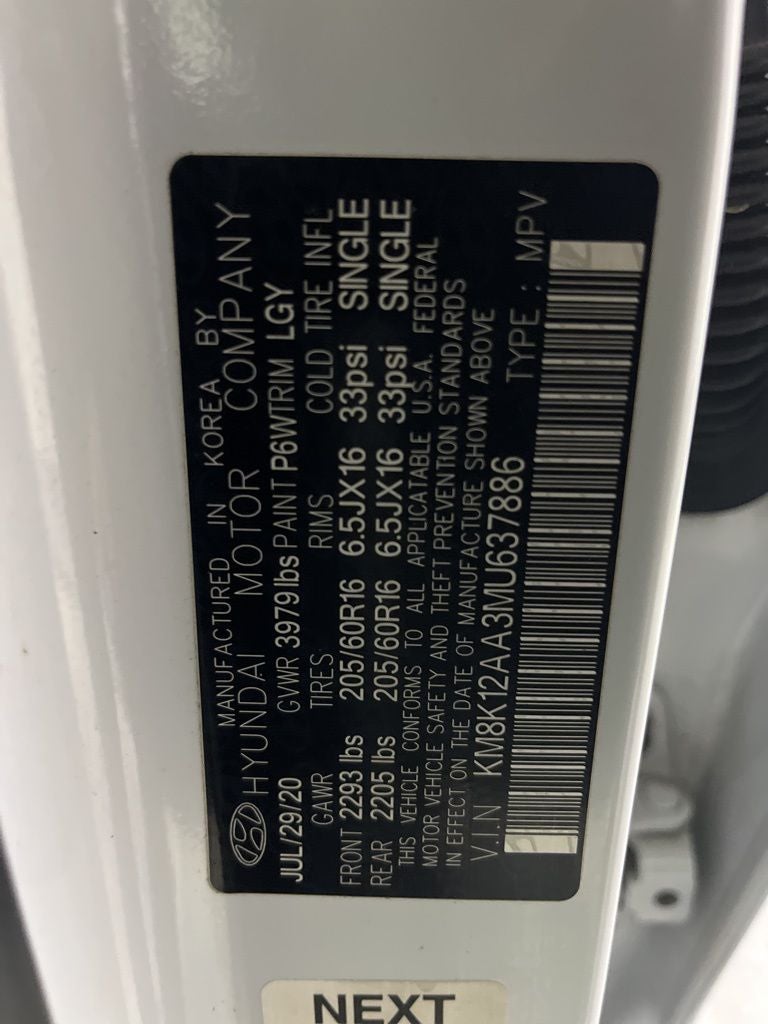 MANUFACTURED IN KOREA BY
HYUNDAI MOTOR COMPANY
JUL/29/20 GVWR 3979lbs PAINT P6WTRIM LGY
GAWR TIRES RIMS COLD TIRE INFL
FRONT 2293 lbs 205/60R16 6.5JX16 33psi SINGLE
REAR 2205 lbs 205/60R16 6.5JX16 33psi SINGLE
THIS VEHICLE CONFORMS TO ALL APPLICATABLE U.S.A. FEDERAL
MOTOR VEHICLE SAFETY AND THEFT PREVENTION STANDARDS
IN EFFECT ON THE DATE OF MANUFACTURE SHOWN ABOVE
V.I.N KM8K12AA3MU637886 TYPE : MPV
NEXT